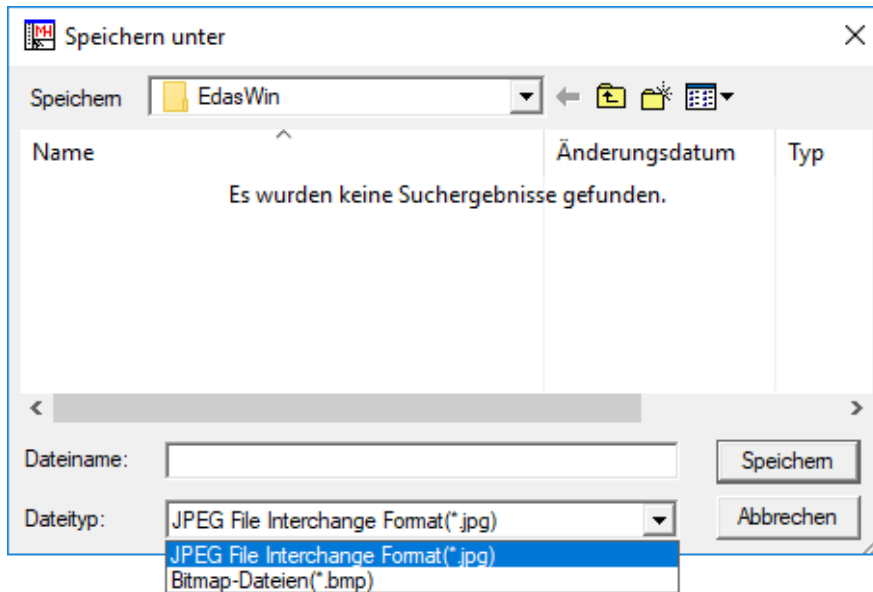 MH
Speichern unter
Speichern EdasWin
Name Änderungsdatum Typ
Es wurden keine Suchergebnisse gefunden.
Dateiname: Speichern
Dateityp: JPEG File Interchange Format(*.jpg) Abbrechen
JPEG File Interchange Format(*.jpg)
Bitmap-Dateien(*.bmp)